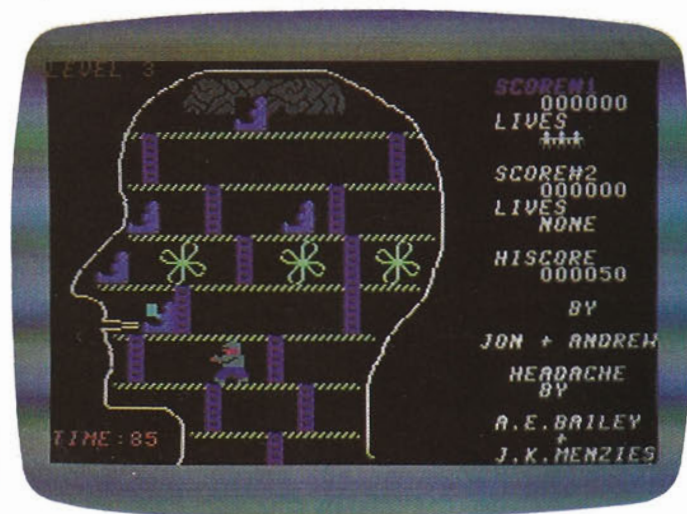 LEVEL 3
SCORE#1
000000
LIVES
SCORE#2
000000
LIVES
NONE
HISCORE
000050
BY
JON + ANDREW
HEADACHE
BY
A.E.BAILEY
+
J.K.MENZIES
TIME:85